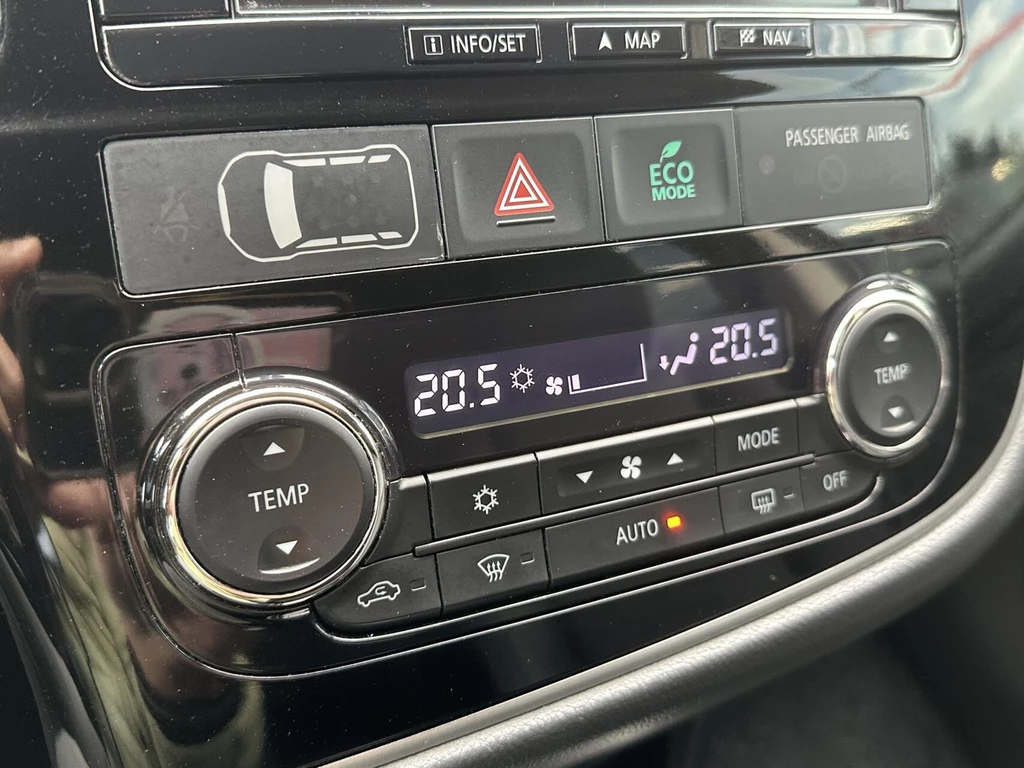 INFO/SET
MAP
NAV
PASSENGER AIRBAG
ECO
MODE
20.5
20.5
TEMP
TEMP
MODE
AUTO
OFF